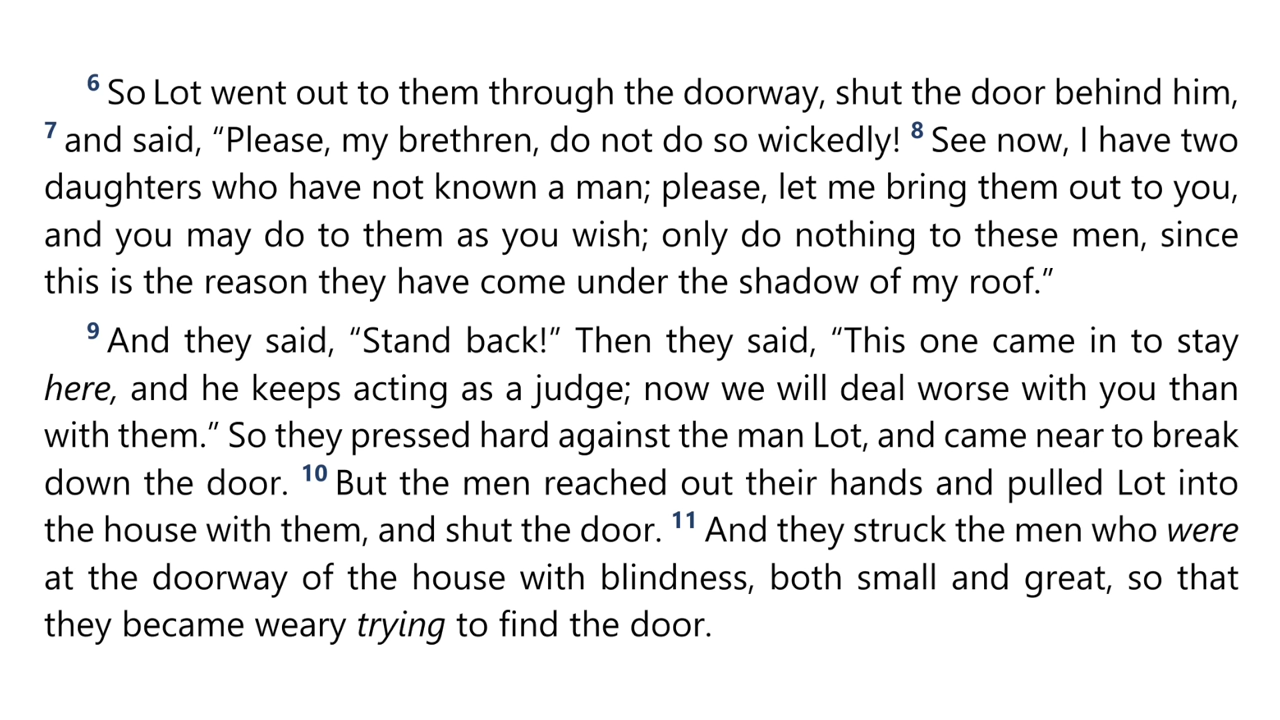 6 So Lot went out to them through the doorway, shut the door behind him,
7 and said, “Please, my brethren, do not do so wickedly! 8 See now, I have two
daughters who have not known a man; please, let me bring them out to you,
and you may do to them as you wish; only do nothing to these men, since
this is the reason they have come under the shadow of my roof.”
9 And they said, “Stand back!” Then they said, “This one came in to stay
here, and he keeps acting as a judge; now we will deal worse with you than
with them.” So they pressed hard against the man Lot, and came near to break
down the door. 10 But the men reached out their hands and pulled Lot into
the house with them, and shut the door. 11 And they struck the men who were
at the doorway of the house with blindness, both small and great, so that
they became weary trying to find the door.